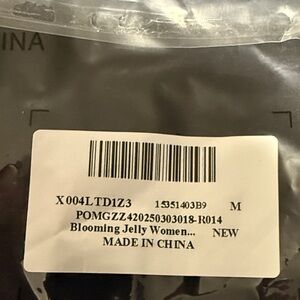 INA
X004LTD1Z3 15351403B9 M
POMGZZ420250303018-R014
Blooming Jelly Women... NEW
MADE IN CHINA